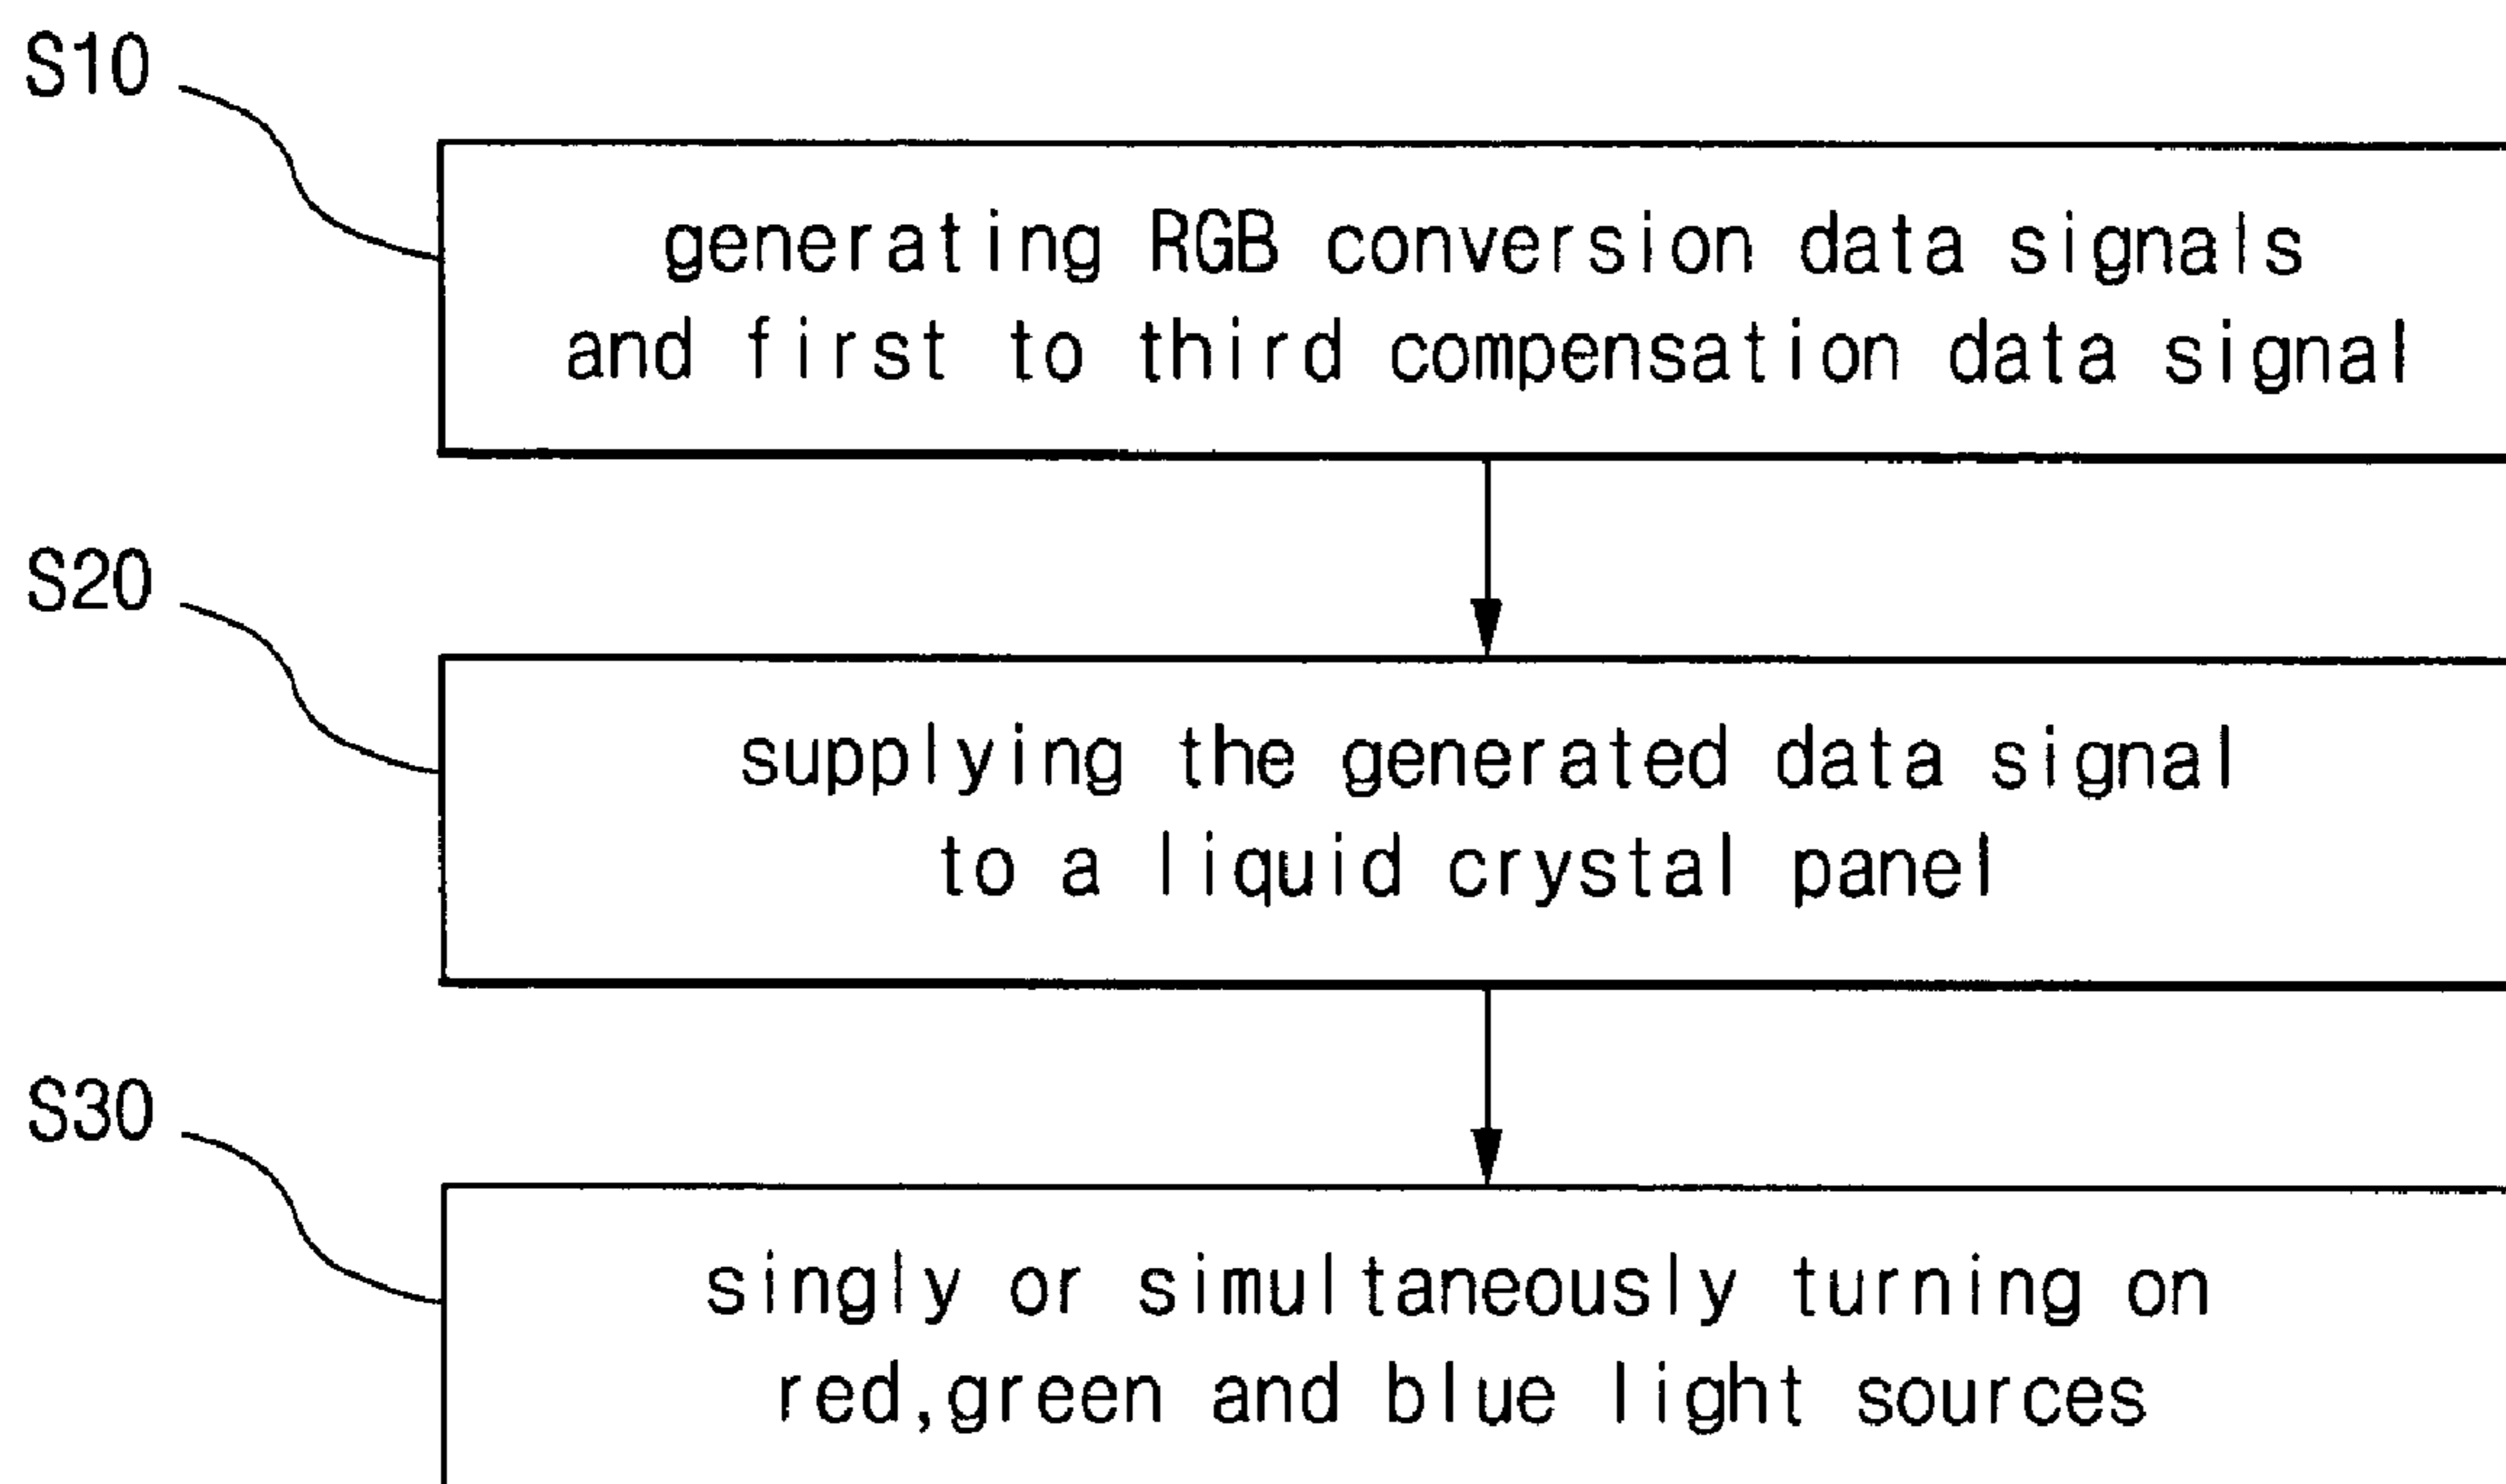 S10
generating RGB conversion data signals
and first to third compensation data signal
S20
supplying the generated data signal
to a liquid crystal panel
S30
singly or simultaneously turning on
red,green and blue light sources